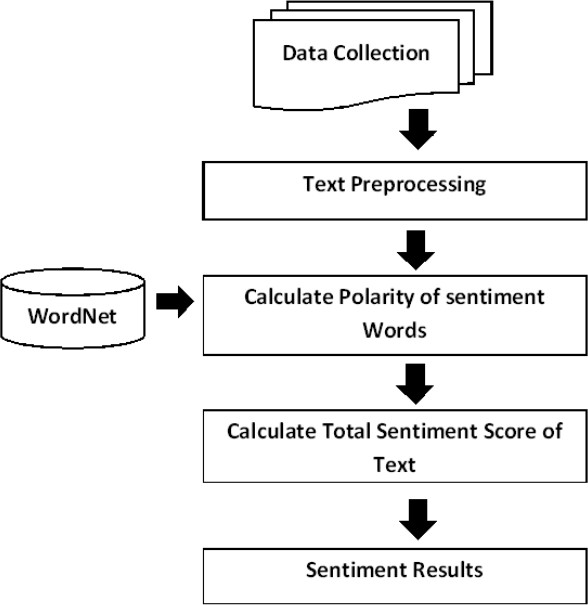 Data Collection
Text Preprocessing
WordNet
Calculate Polarity of sentiment
Words
Calculate Total Sentiment Score of
Text
Sentiment Results